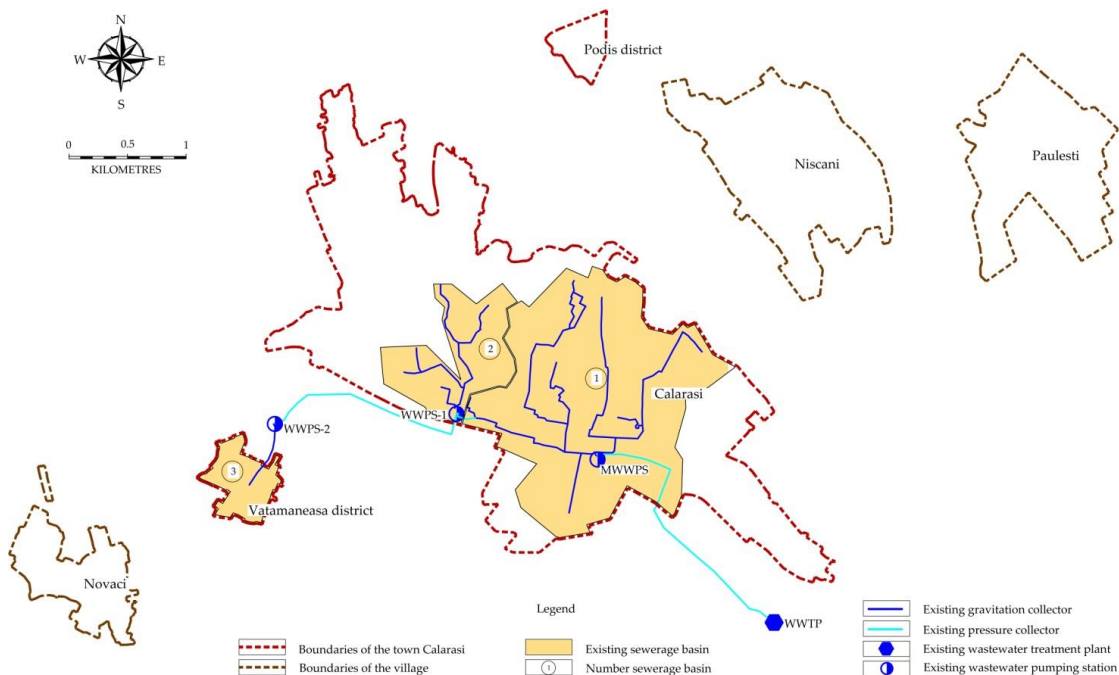 N
W E
S
0 0.5 1
KILOMETRES
Podis district
Niscani
Paulesti
2
1
Calarasi
WWPS-1
WWPS-2
3
MWWPS
Vatamaneasa district
Novaci
WWTP
Legend
Boundaries of the town Calarasi
Boundaries of the village
Existing sewerage basin
1 Number sewerage basin
Existing gravitation collector
Existing pressure collector
Existing wastewater treatment plant
Existing wastewater pumping station